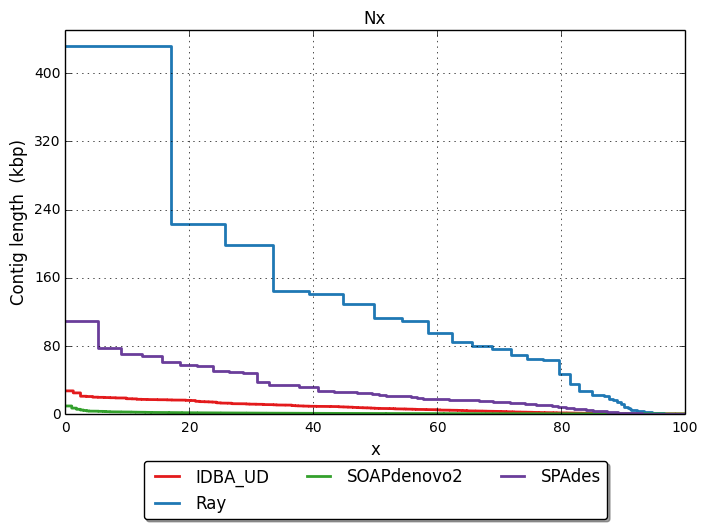 Nx
Contig length (kbp)
400
320
240
160
80
0
0 20 40 60 80 100
x
IDBA_UD SOAPdenovo2 SPAdes
Ray